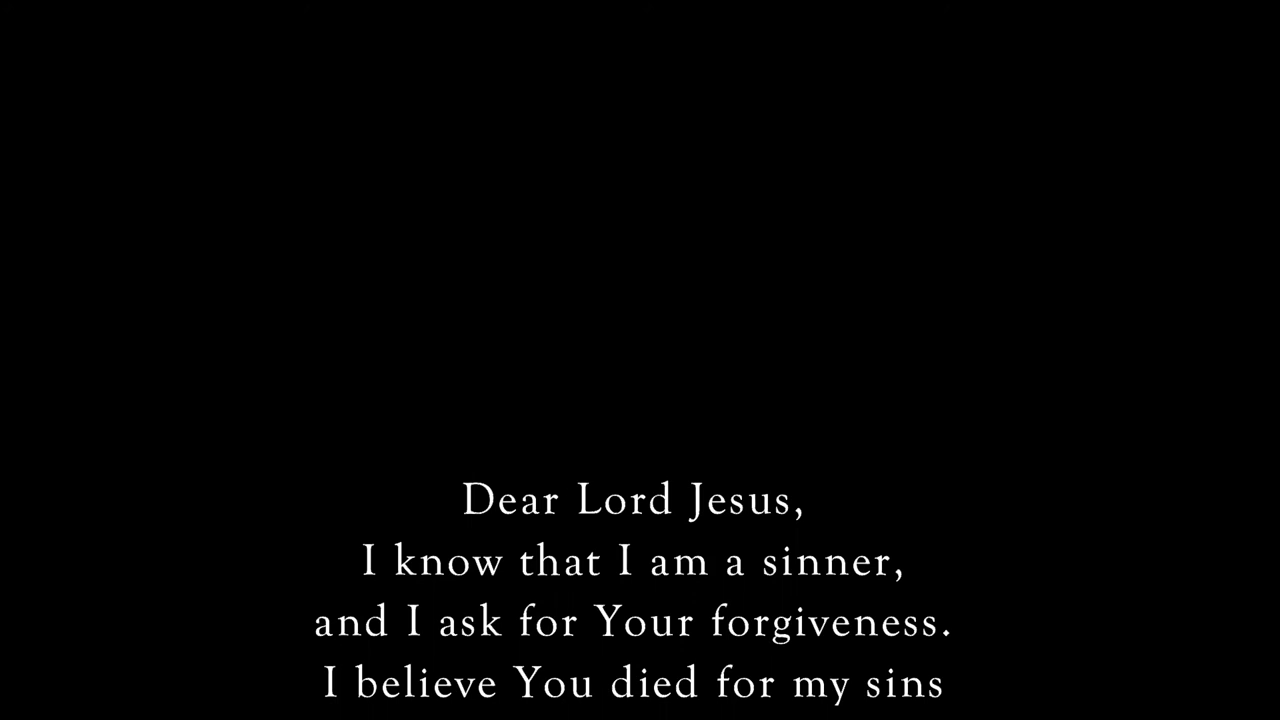 Dear Lord Jesus,
I know that I am a sinner,
and I ask for Your forgiveness.
I believe You died for my sins